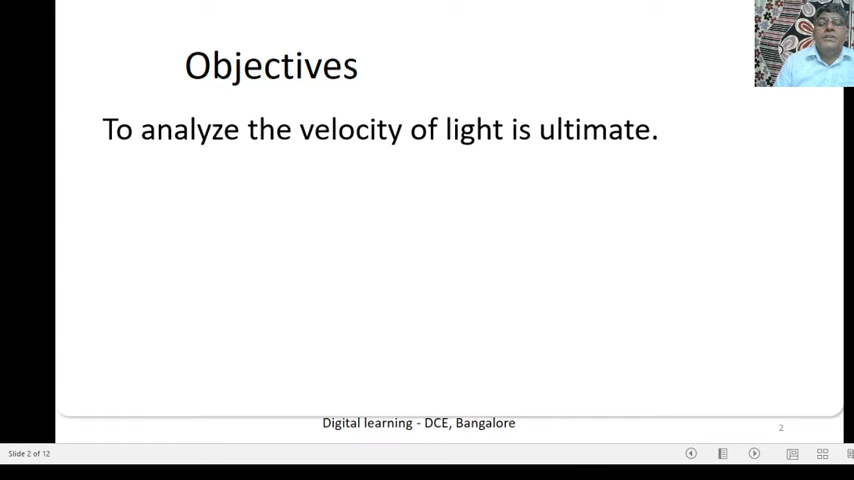 Objectives
To analyze the velocity of light is ultimate.
Digital learning - DCE, Bangalore
2
Slide 2 of 12